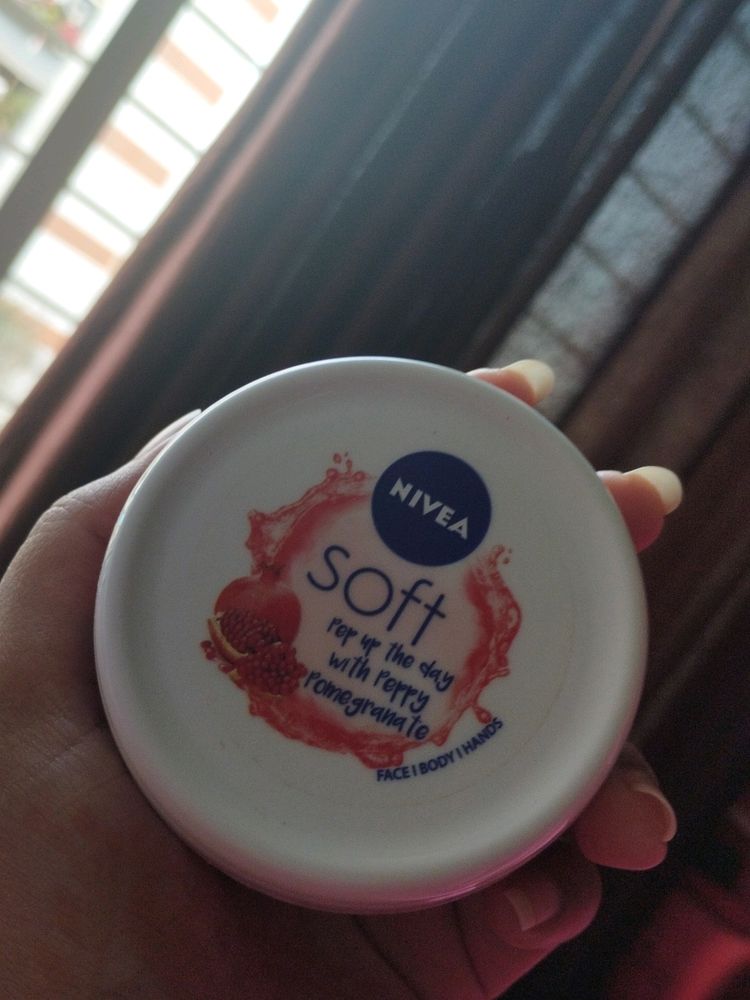 NIVEA
soft
Pep up the day
with Peppy
Pomegranate
FACE | BODY | HANDS